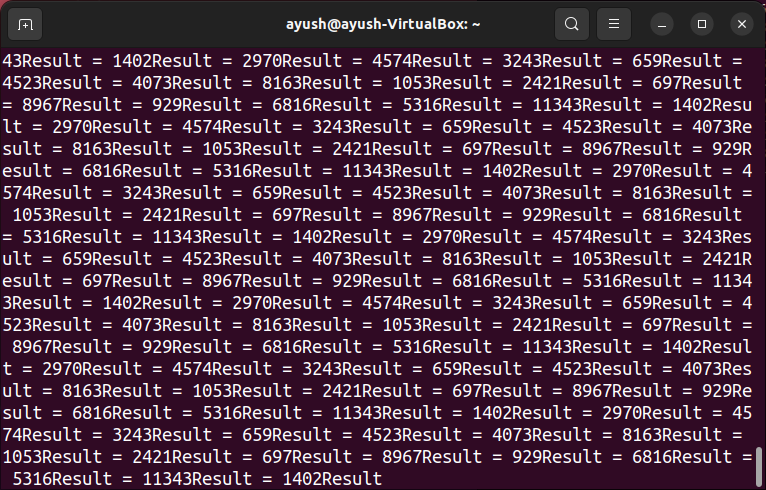 ayush@ayush-VirtualBox: ~
43Result = 1402Result = 2970Result = 4574Result = 3243Result = 659Result =
4523Result = 4073Result = 8163Result = 1053Result = 2421Result = 697Result
= 8967Result = 929Result = 6816Result = 5316Result = 11343Result = 1402Resu
lt = 2970Result = 4574Result = 3243Result = 659Result = 4523Result = 4073Re
sult = 8163Result = 1053Result = 2421Result = 697Result = 8967Result = 929R
esult = 6816Result = 5316Result = 11343Result = 1402Result = 2970Result = 4
574Result = 3243Result = 659Result = 4523Result = 4073Result = 8163Result =
1053Result = 2421Result = 697Result = 8967Result = 929Result = 6816Result
= 5316Result = 11343Result = 1402Result = 2970Result = 4574Result = 3243Res
ult = 659Result = 4523Result = 4073Result = 8163Result = 1053Result = 2421R
esult = 697Result = 8967Result = 929Result = 6816Result = 5316Result = 1134
3Result = 1402Result = 2970Result = 4574Result = 3243Result = 659Result = 4
523Result = 4073Result = 8163Result = 1053Result = 2421Result = 697Result =
8967Result = 929Result = 6816Result = 5316Result = 11343Result = 1402Resul
t = 2970Result = 4574Result = 3243Result = 659Result = 4523Result = 4073Res
ult = 8163Result = 1053Result = 2421Result = 697Result = 8967Result = 929Re
sult = 6816Result = 5316Result = 11343Result = 1402Result = 2970Result = 45
74Result = 3243Result = 659Result = 4523Result = 4073Result = 8163Result =
1053Result = 2421Result = 697Result = 8967Result = 929Result = 6816Result =
5316Result = 11343Result = 1402Result